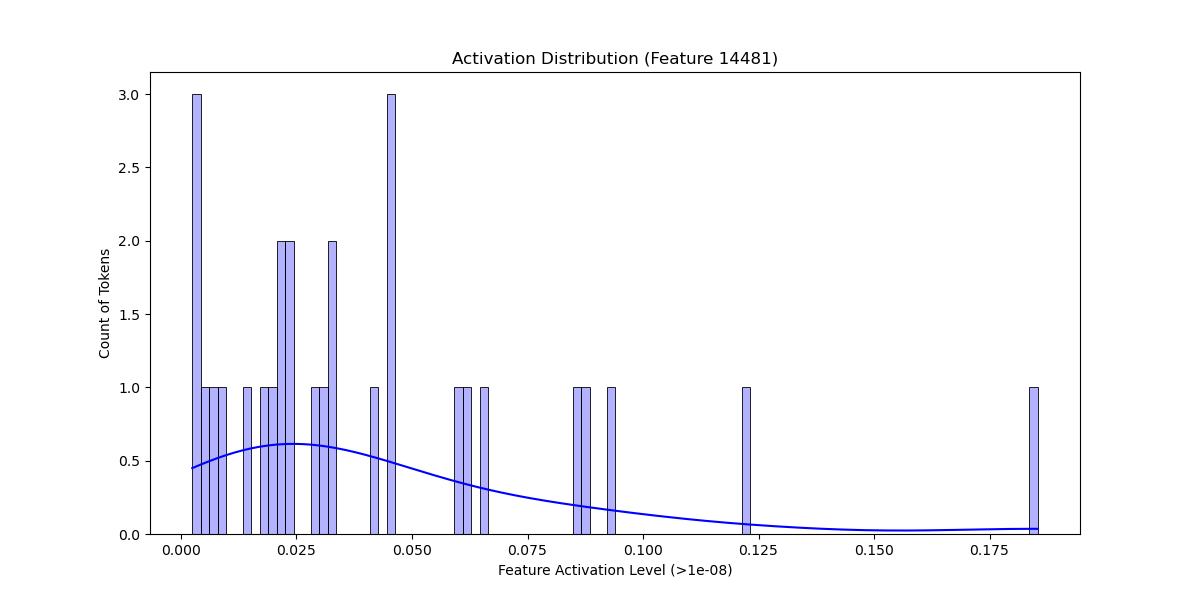 Activation Distribution (Feature 14481)
3.0
2.5
2.0
1.5
1.0
0.5
0.0
Count of Tokens
0.000 0.025 0.050 0.075 0.100 0.125 0.150 0.175
Feature Activation Level (>1e-08)